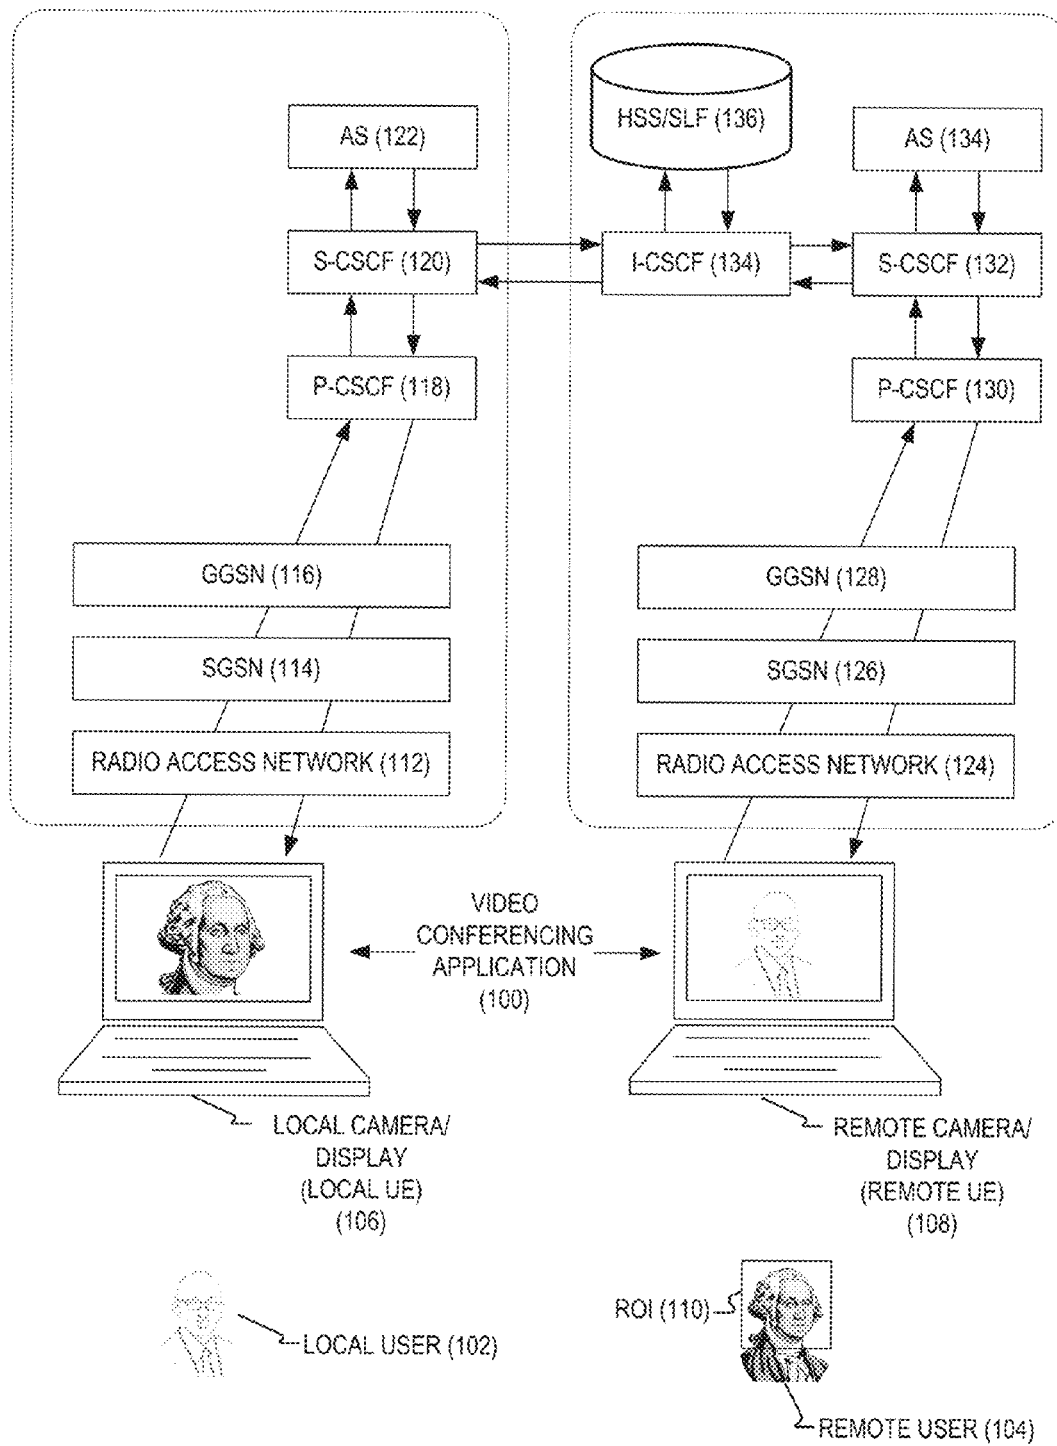 HSS/SLF (136)
AS (122)
AS (134)
S-CSCF (120)
I-CSCF (134)
S-CSCF (132)
P-CSCF (118)
P-CSCF (130)
GGSN (116)
GGSN (128)
SGSN (114)
SGSN (126)
RADIO ACCESS NETWORK (112)
RADIO ACCESS NETWORK (124)
VIDEO
CONFERENCING
APPLICATION
(100)
LOCAL CAMERA/
DISPLAY
(LOCAL UE)
(106)
REMOTE CAMERA/
DISPLAY
(REMOTE UE)
(108)
ROI (110)
LOCAL USER (102)
REMOTE USER (104)